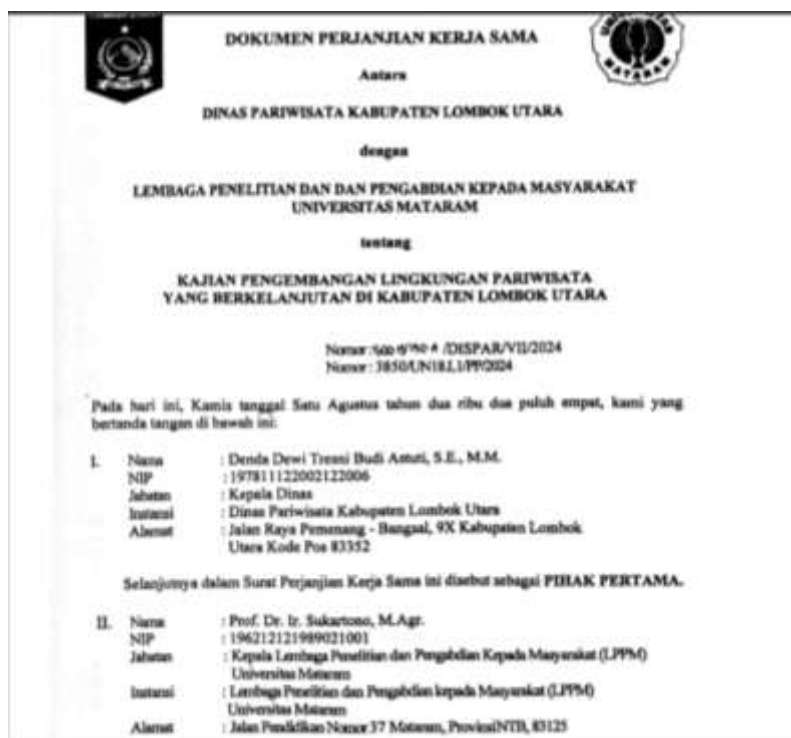 DOKUMEN PERJANJIAN KERJA SAMA
UNIVERSITAS MATARAM
Antara
DINAS PARIWISATA KABUPATEN LOMBOK UTARA
dengan
LEMBAGA PENELITIAN DAN DAN PENGABDIAN KEPADA MASYARAKAT
UNIVERSITAS MATARAM
tentang
KAJIAN PENGEMBANGAN LINGKUNGAN PARIWISATA
YANG BERKELANJUTAN DI KABUPATEN LOMBOK UTARA
Nomor : /DISPAR/VII/2024
Nomor : 3850/UN18.L1/PP/2024
Pada hari ini, Kamis tanggal Satu Agustus tahun dua ribu dua puluh empat, kami yang
bertanda tangan di bawah ini:
I. Nama : Denda Dewi Tresni Budi Astuti, S.E., M.M.
NIP : 197811122002122006
Jabatan : Kepala Dinas
Instansi : Dinas Pariwisata Kabupaten Lombok Utara
Alamat : Jalan Raya Pemenang - Bangsal, 9X Kabupaten Lombok
Utara Kode Pos 83352
Selanjutnya dalam Surat Perjanjian Kerja Sama ini disebut sebagai PIHAK PERTAMA.
II. Nama : Prof. Dr. Ir. Sukartono, M.Agr.
NIP : 196212121989021001
Jabatan : Kepala Lembaga Penelitian dan Pengabdian Kepada Masyarakat (LPPM)
Universitas Mataram
Instansi : Lembaga Penelitian dan Pengabdian kepada Masyarakat (LPPM)
Universitas Mataram
Alamat : Jalan Pendidikan Nomor 37 Mataram, ProvinsiNTB, 83125